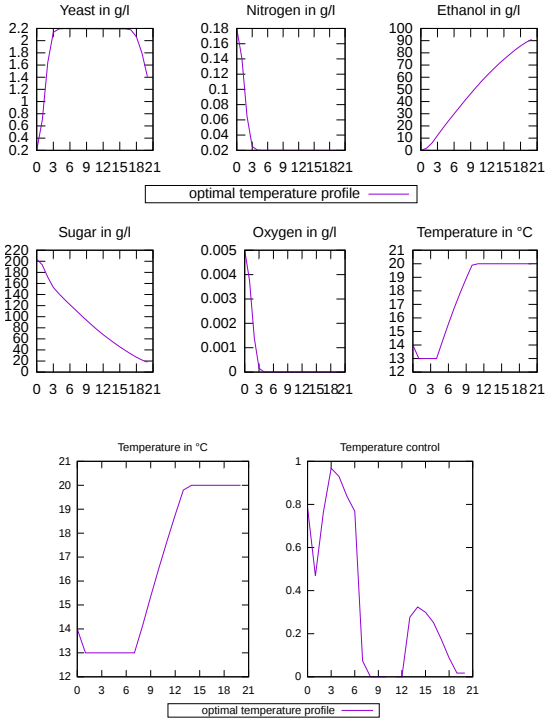 Yeast in g/l Nitrogen in g/l Ethanol in g/l
2.2 0.18 100
2 0.16 90
1.8 0.14 80
1.6 0.12 70
1.4 0.1 60
1.2 0.08 50
1 0.06 40
0.8 0.04 30
0.6 0.02 20
0.4 10
0.2 0
0 3 6 9 12 15 18 21 0 3 6 9 12 15 18 21 0 3 6 9 12 15 18 21
optimal temperature profile
Sugar in g/l Oxygen in g/l Temperature in °C
220 0.005 20
200 0.004 19
180 0.003 18
160 0.002 17
140 0.001 16
120 0 15
100 14
80 13
60 12
40
20
0
0 3 6 9 12 15 18 21 0 3 6 9 12 15 18 21 0 3 6 9 12 15 18 21
Temperature in °C Temperature control
21 1
20 0.8
19 0.6
18 0.4
17 0.2
16 0
15
14
13
12
0 3 6 9 12 15 18 21 0 3 6 9 12 15 18 21
optimal temperature profile